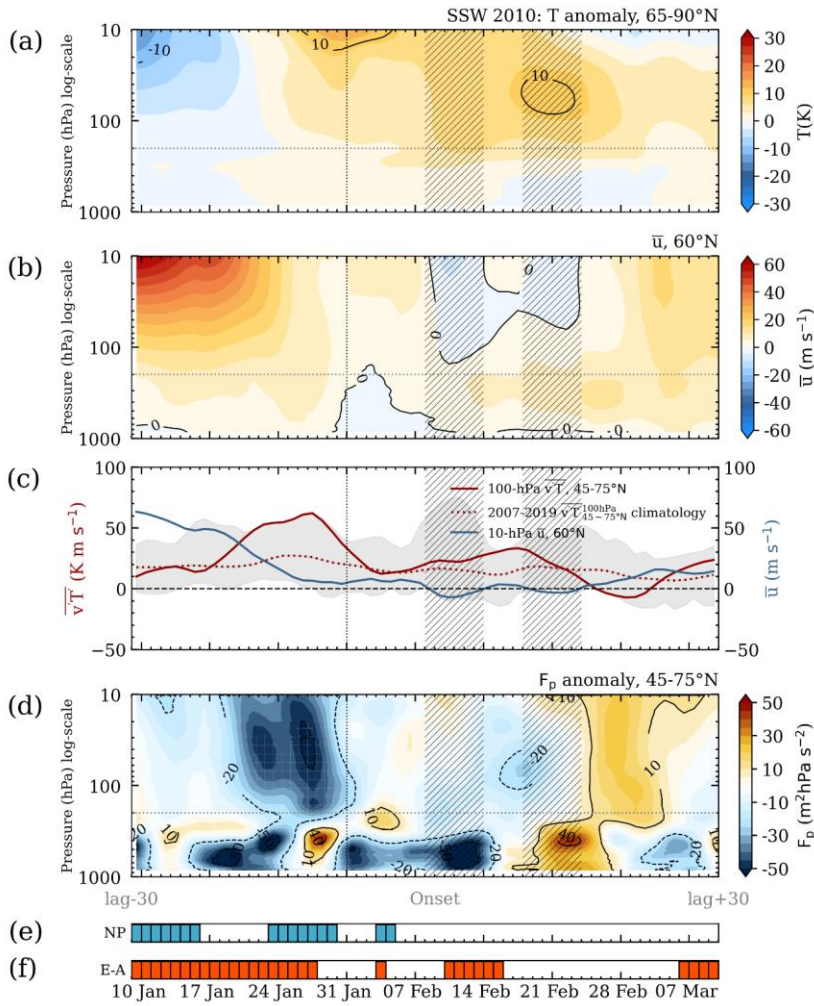 SSW 2010: T anomaly, 65-90°N
(a)
Pressure (hPa) log-scale
10
100
1000
-10
10
10
30
20
10
0
-10
-20
-30
T(K)
u̅, 60°N
(b)
Pressure (hPa) log-scale
10
100
1000
0
0
0
0
0
-0
60
40
20
0
-20
-40
-60
u̅ (m s⁻¹)
(c)
v′T′ (K m s⁻¹)
100
50
0
-50
100-hPa v′T′, 45-75°N
2007-2019 v′T′ 100hPa 45−75°N climatology
10-hPa u̅, 60°N
100
50
0
-50
u̅ (m s⁻¹)
Fₚ anomaly, 45-75°N
(d)
Pressure (hPa) log-scale
10
100
1000
-20
10
-20
10
10
20
10
40
10
-20
-20
20
40
-20
10
50
30
10
-10
-30
-50
Fₚ (m²hPa s⁻²)
lag-30
Onset
lag+30
(e)
NP
(f)
E-A
10 Jan
17 Jan
24 Jan
31 Jan
07 Feb
14 Feb
21 Feb
28 Feb
07 Mar